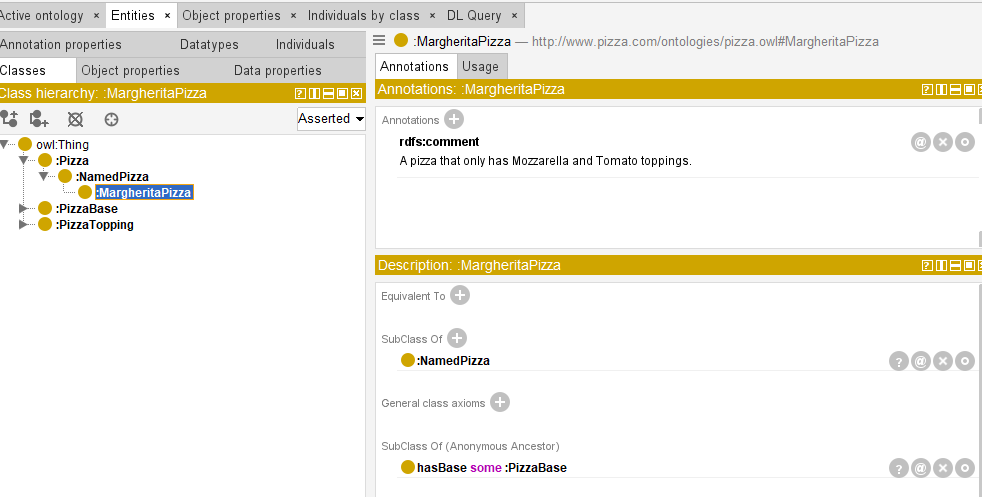 Active ontology × Entities × Object properties × Individuals by class × DL Query ×
Annotation properties Datatypes Individuals
Classes Object properties Data properties
Class hierarchy: :MargheritaPizza
Asserted
owl:Thing
:Pizza
:NamedPizza
:MargheritaPizza
:PizzaBase
:PizzaTopping
:MargheritaPizza — http://www.pizza.com/ontologies/pizza.owl#MargheritaPizza
Annotations Usage
Annotations: :MargheritaPizza
Annotations
rdfs:comment
A pizza that only has Mozzarella and Tomato toppings.
Description: :MargheritaPizza
Equivalent To
SubClass Of
:NamedPizza
General class axioms
SubClass Of (Anonymous Ancestor)
hasBase some :PizzaBase